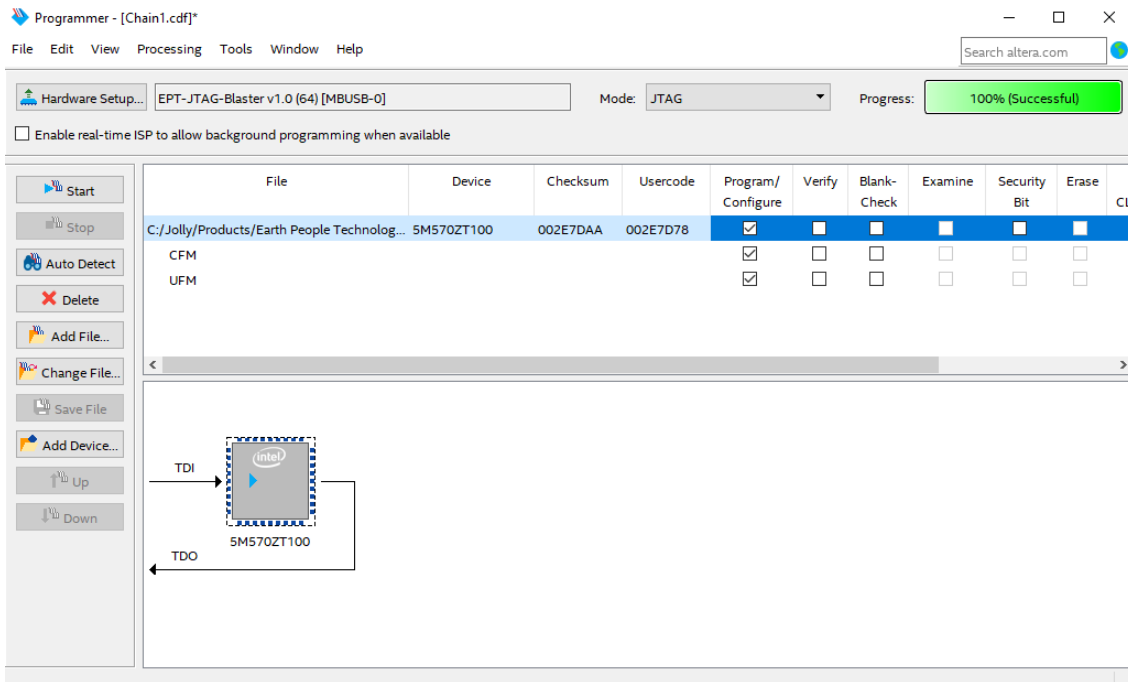 Programmer - [Chain1.cdf]*
File Edit View Processing Tools Window Help
Search altera.com
Hardware Setup... EPT-JTAG-Blaster v1.0 (64) [MBUSB-0] Mode: JTAG Progress: 100% (Successful)
Enable real-time ISP to allow background programming when available
Start
Stop
Auto Detect
Delete
Add File...
Change File...
Save File
Add Device...
Up
Down
File Device Checksum Usercode Program/ Verify Blank- Examine Security Erase
Configure Check Bit
C:/Jolly/Products/Earth People Technolog... 5M570ZT100 002E7DAA 002E7D78
CFM
UFM
intel
TDI
5M570ZT100
TDO